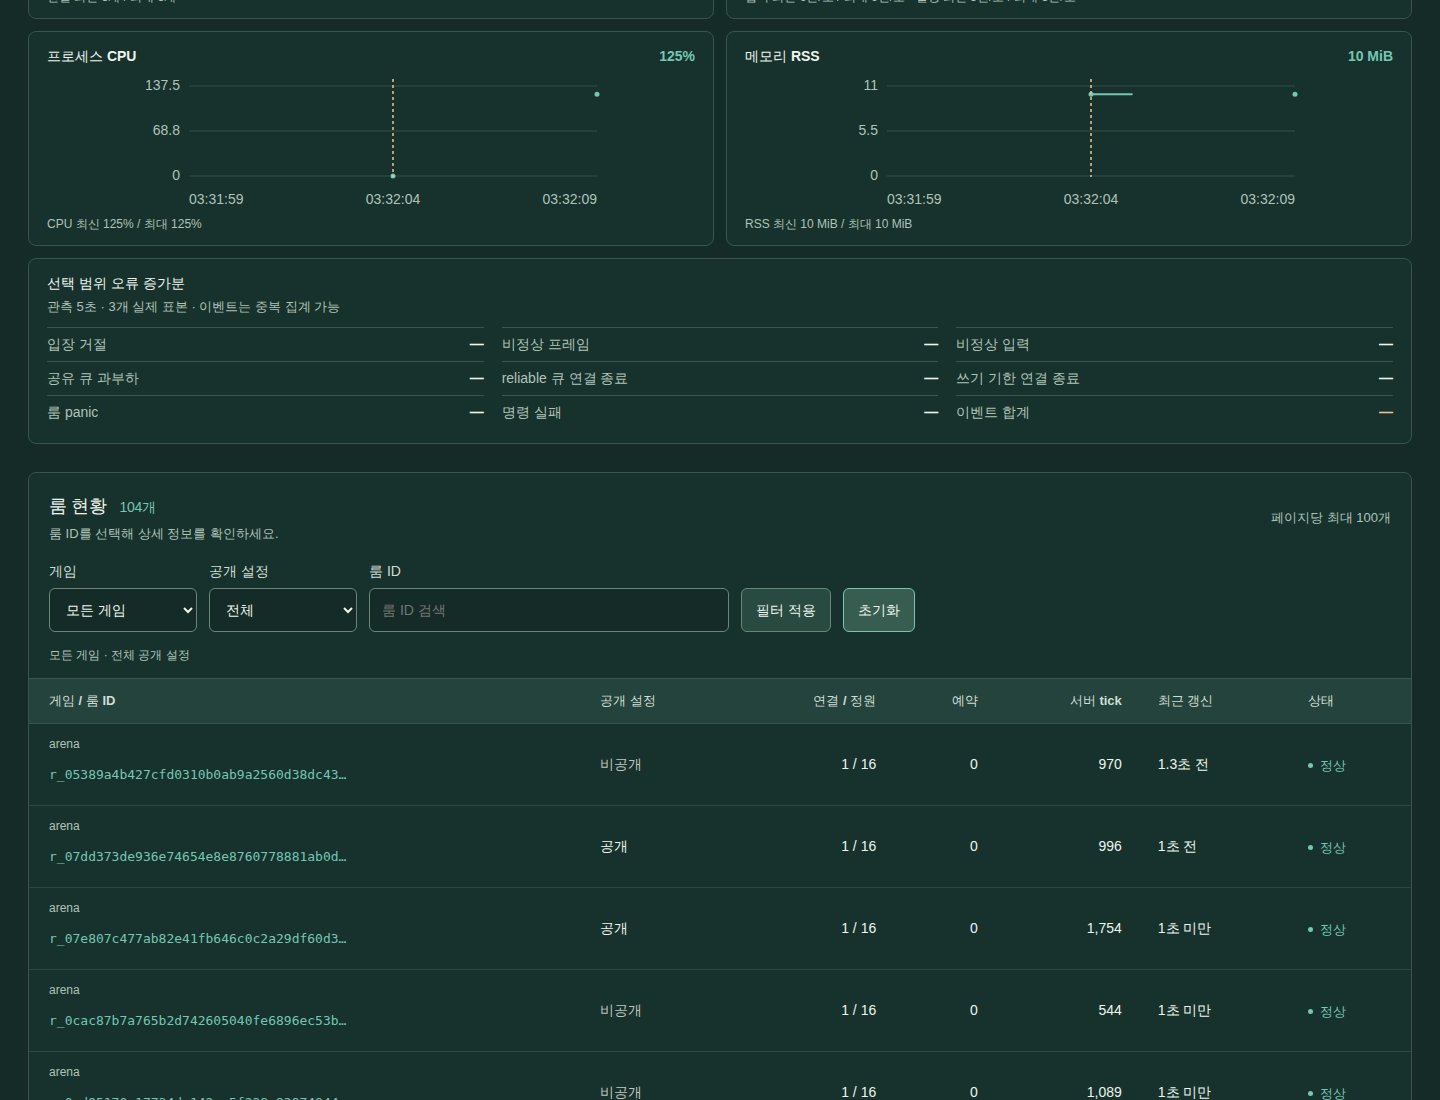 프로세스 CPU 125%
137.5
68.8
0
03:31:59 03:32:04 03:32:09
CPU 최신 125% / 최대 125%
메모리 RSS 10 MiB
11
5.5
0
03:31:59 03:32:04 03:32:09
RSS 최신 10 MiB / 최대 10 MiB
선택 범위 오류 증가분
관측 5초 · 3개 실제 표본 · 이벤트는 중복 집계 가능
입장 거절 — 비정상 프레임 — 비정상 입력 —
공유 큐 과부하 — reliable 큐 연결 종료 — 쓰기 기한 연결 종료 —
룸 panic — 명령 실패 — 이벤트 합계 —
룸 현황 104개
룸 ID를 선택해 상세 정보를 확인하세요.
페이지당 최대 100개
게임 공개 설정 룸 ID
모든 게임 전체 룸 ID 검색 필터 적용 초기화
모든 게임 · 전체 공개 설정
게임 / 룸 ID 공개 설정 연결 / 정원 예약 서버 tick 최근 갱신 상태
arena
r_05389a4b427cfd0310b0ab9a2560d38dc43… 비공개 1 / 16 0 970 1.3초 전 정상
arena
r_07dd373de936e74654e8e8760778881ab0d… 공개 1 / 16 0 996 1초 전 정상
arena
r_07e807c477ab82e41fb646c0c2a29df60d3… 공개 1 / 16 0 1,754 1초 미만 정상
arena
r_0cac87b7a765b2d742605040fe6896ec53b… 비공개 1 / 16 0 544 1초 미만 정상
arena
비공개 1 / 16 0 1,089 1초 미만 정상